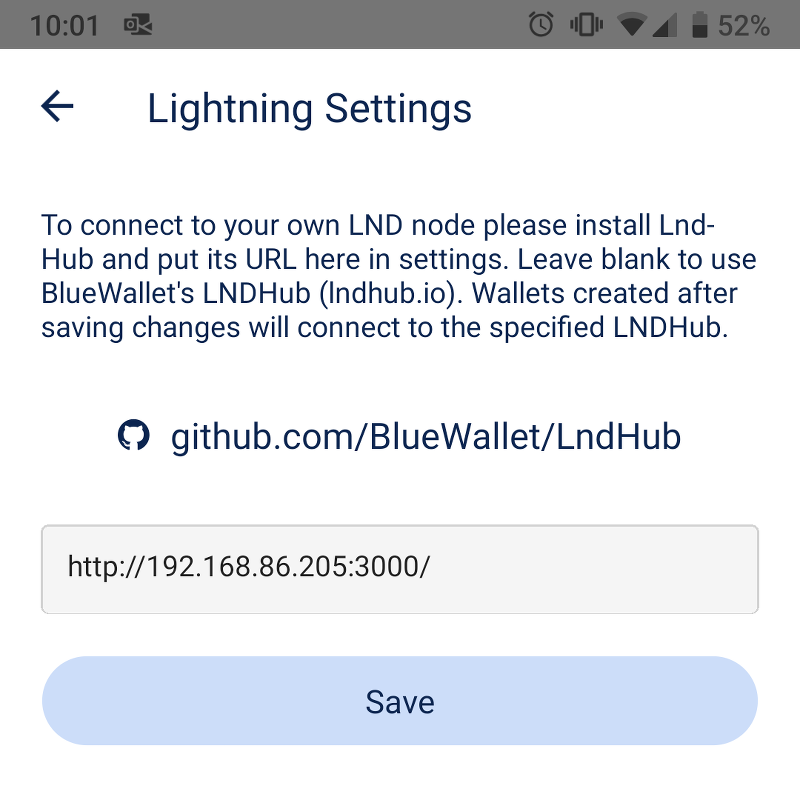 10:01 52%
Lightning Settings
To connect to your own LND node please install Lnd-
Hub and put its URL here in settings. Leave blank to use
BlueWallet's LNDHub (lndhub.io). Wallets created after
saving changes will connect to the specified LNDHub.
github.com/BlueWallet/LndHub
http://192.168.86.205:3000/
Save